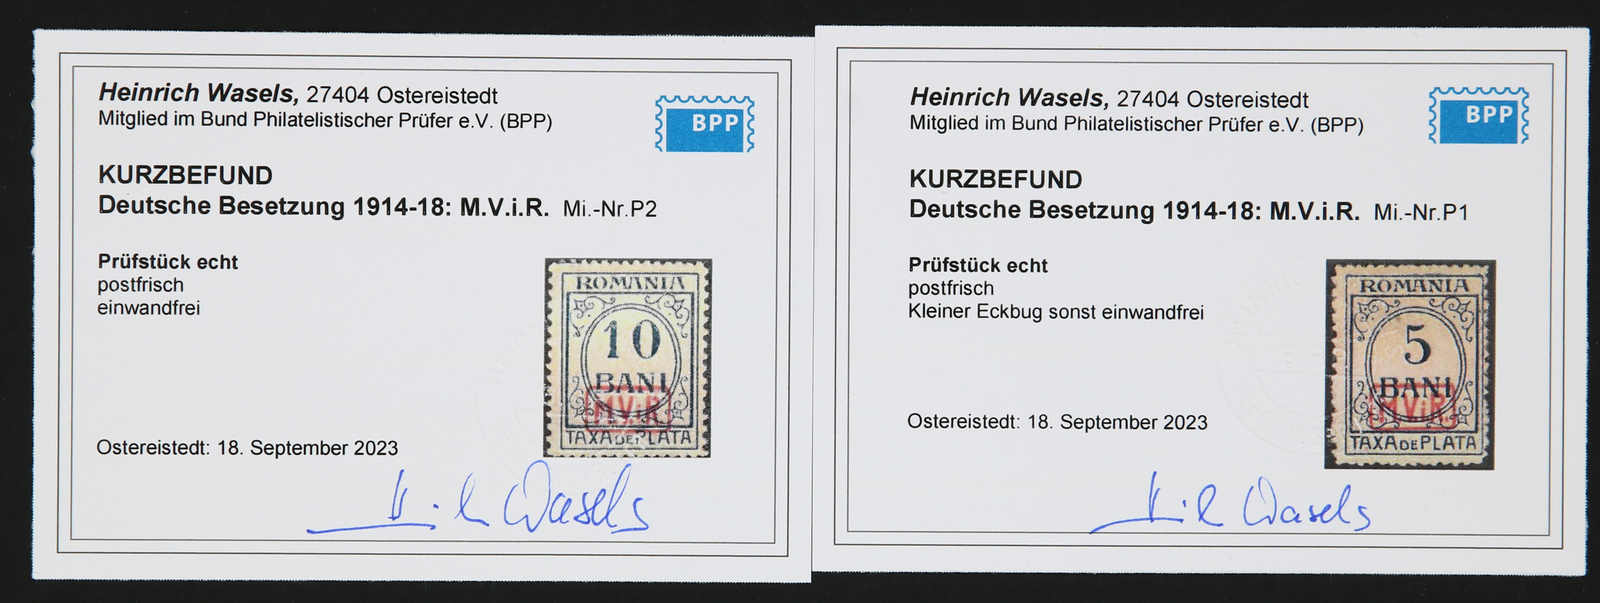 Heinrich Wasels, 27404 Ostereistedt
Mitglied im Bund Philatelistischer Prüfer e.V. (BPP)
BPP
KURZBEFUND
Deutsche Besetzung 1914-18: M.V.i.R. Mi.-Nr.P2
Prüfstück echt
postfrisch
einwandfrei
ROMANIA
10
BANI
M.V.i.R.
TAXA DE PLATA
Ostereistedt: 18. September 2023
Wasels
Heinrich Wasels, 27404 Ostereistedt
Mitglied im Bund Philatelistischer Prüfer e.V. (BPP)
BPP
KURZBEFUND
Deutsche Besetzung 1914-18: M.V.i.R. Mi.-Nr.P1
Prüfstück echt
postfrisch
Kleiner Eckbug sonst einwandfrei
ROMANIA
5
BANI
M.V.i.R.
TAXA DE PLATA
Ostereistedt: 18. September 2023
Wasels